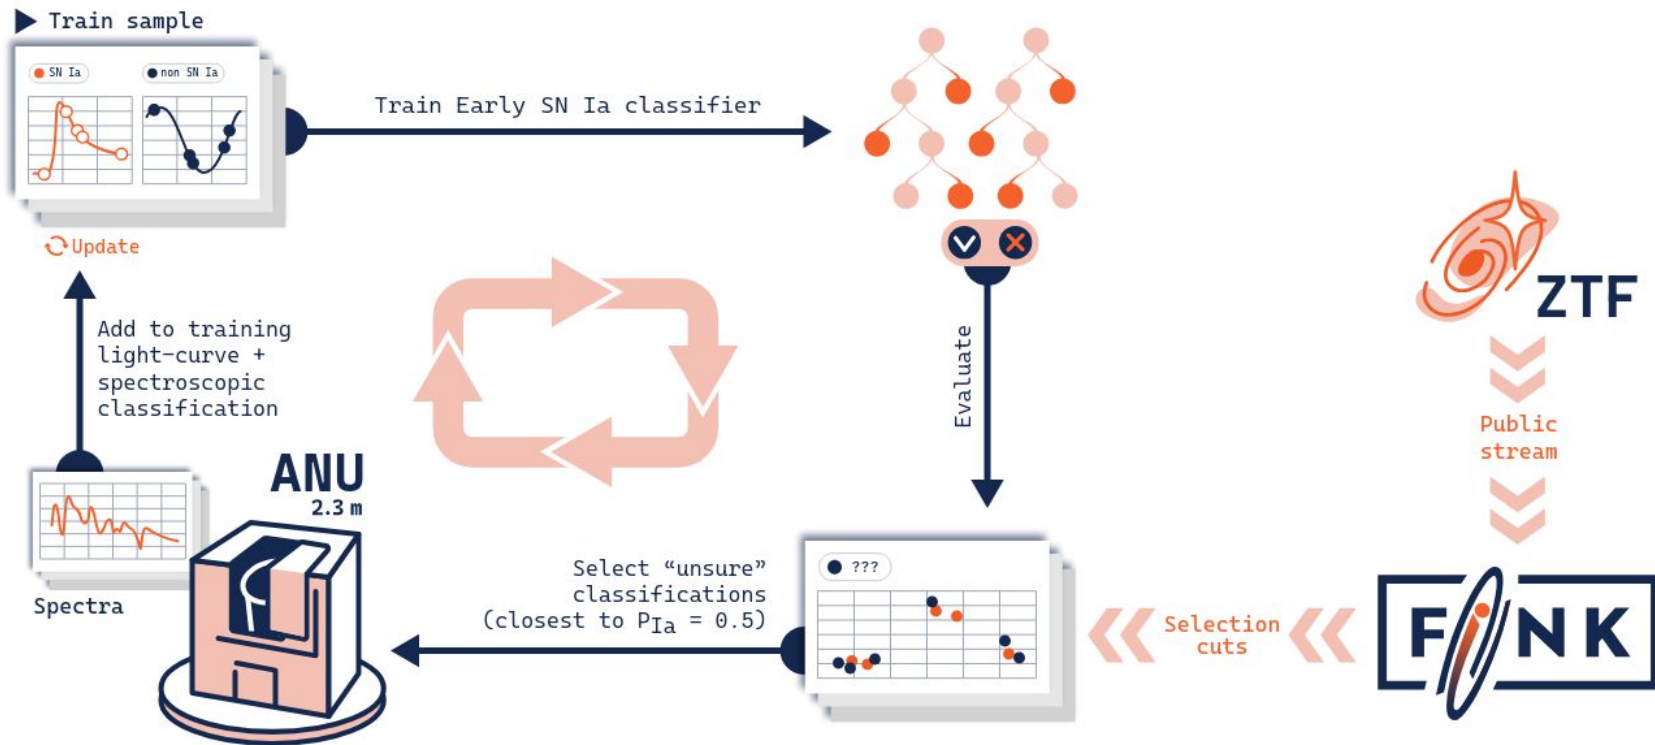 Train sample
SN Ia
non SN Ia
Train Early SN Ia classifier
Update
Add to training
light-curve +
spectroscopic
classification
Evaluate
ZTF
Public
stream
ANU
2.3 m
Spectra
Select “unsure”
classifications
(closest to PIa = 0.5)
???
Selection
cuts
FiNK